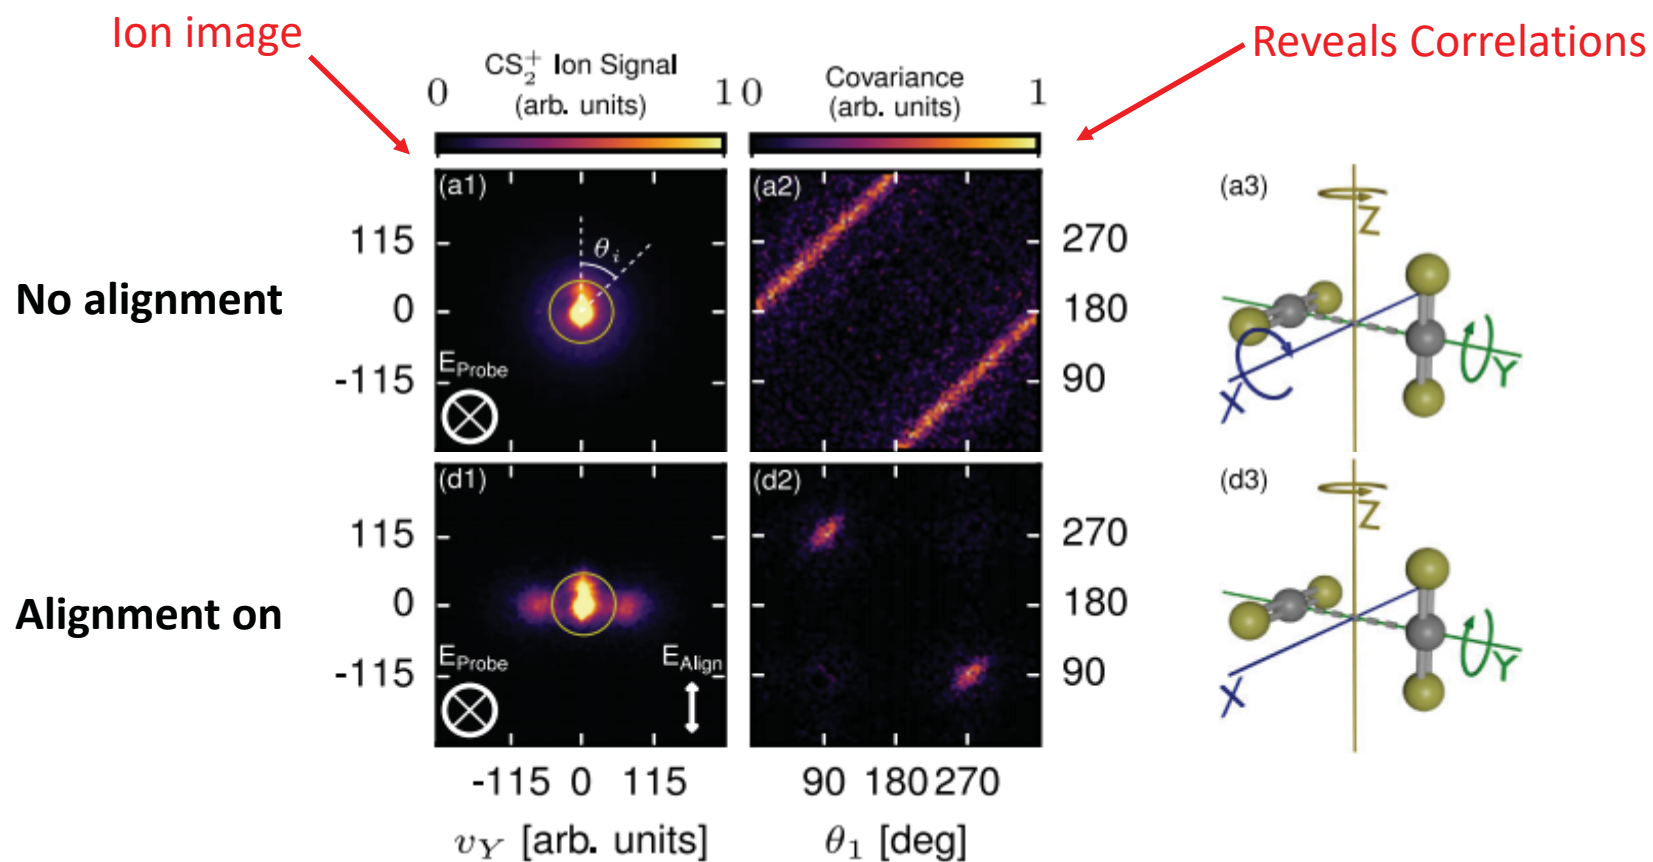 Ion image
Reveals Correlations
CS₂⁺ Ion Signal
(arb. units)
0 1
Covariance
(arb. units)
0 1
No alignment
(a1)
θᵢ
E_Probe
115
0
-115
(a2)
270
180
90
(a3)
Z
X
Y
Alignment on
(d1)
E_Probe
E_Align
115
0
-115
(d2)
270
180
90
(d3)
Z
X
Y
-115 0 115
90 180 270
v_Y [arb. units]
θ₁ [deg]